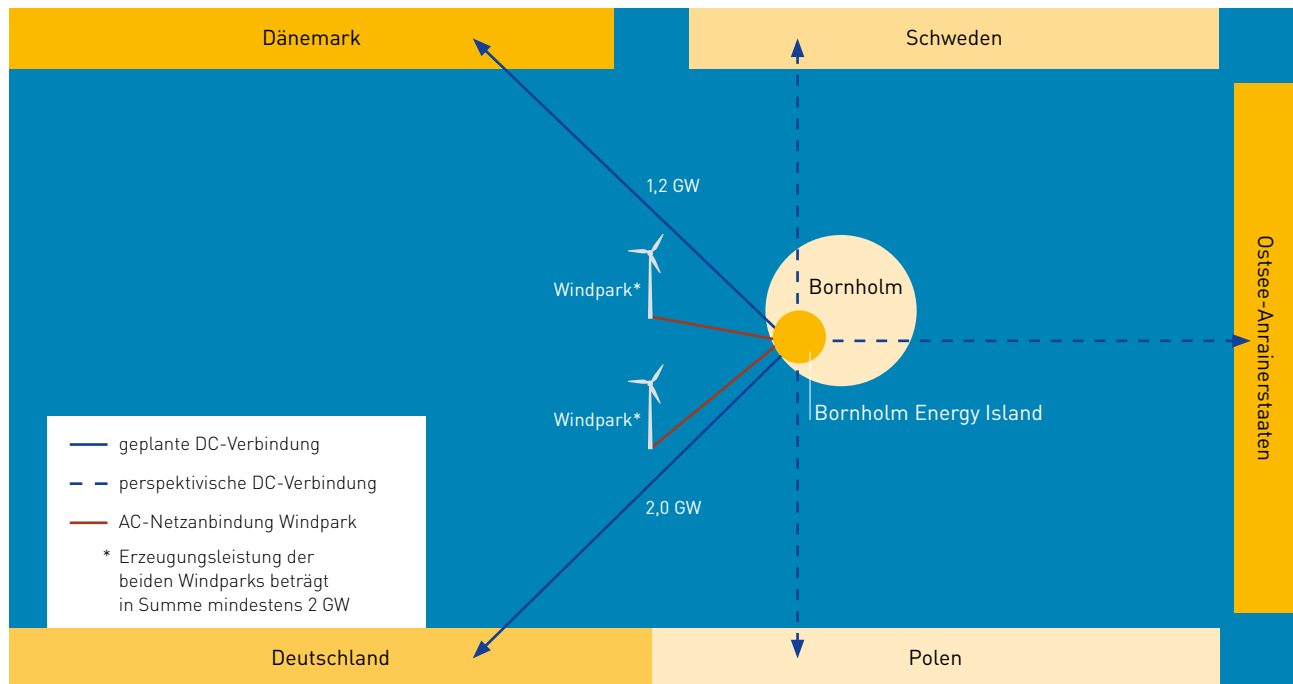 Dänemark
Schweden
1,2 GW
Ostsee-Anrainerstaaten
Windpark*
Bornholm
Windpark*
Bornholm Energy Island
geplante DC-Verbindung
perspektivische DC-Verbindung
AC-Netzanbindung Windpark
* Erzeugungsleistung der
beiden Windparks beträgt
in Summe mindestens 2 GW
2,0 GW
Deutschland
Polen